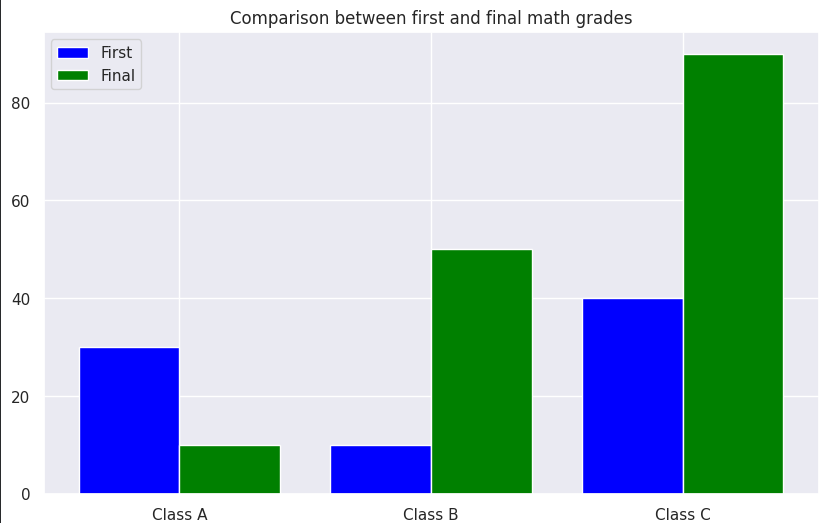 Comparison between first and final math grades
First
Final
80
60
40
20
0
Class A Class B Class C